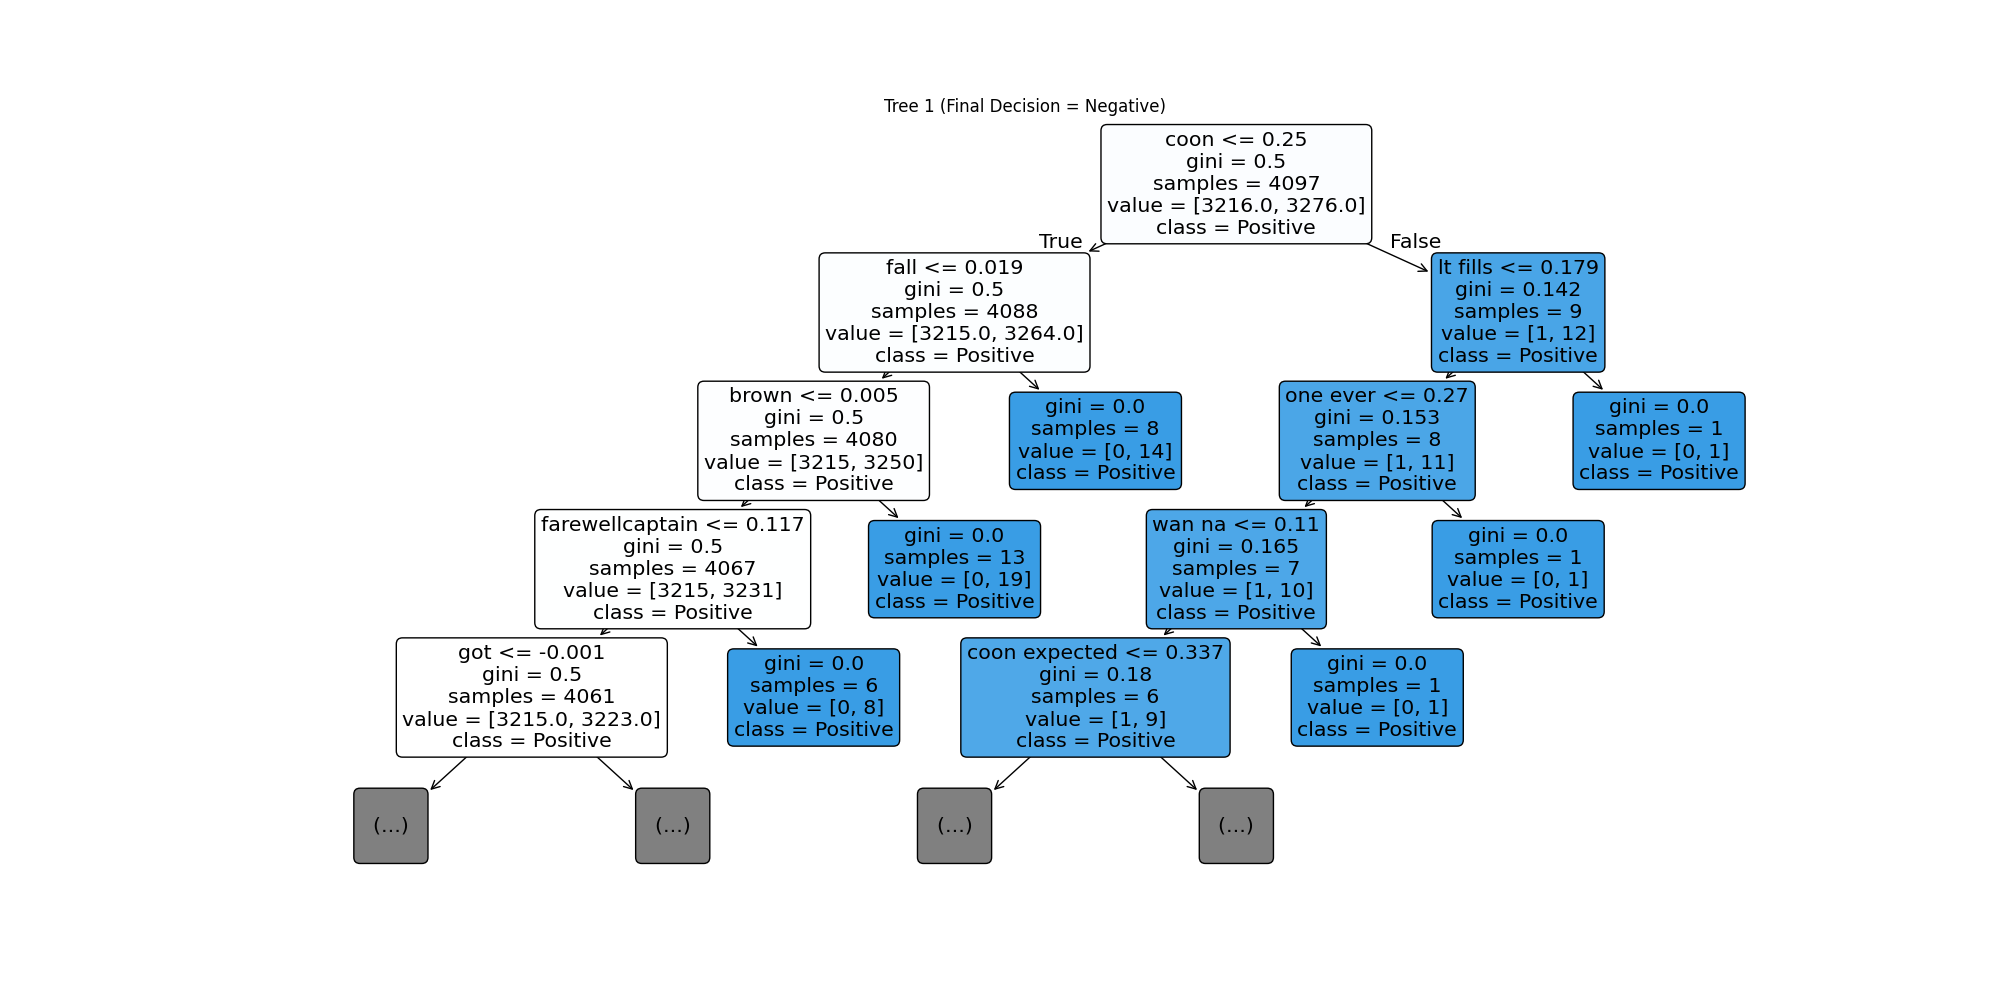 Tree 1 (Final Decision = Negative)
coon <= 0.25
gini = 0.5
samples = 4097
value = [3216.0, 3276.0]
class = Positive
True
False
fall <= 0.019
gini = 0.5
samples = 4088
value = [3215.0, 3264.0]
class = Positive
lt fills <= 0.179
gini = 0.142
samples = 9
value = [1, 12]
class = Positive
brown <= 0.005
gini = 0.5
samples = 4080
value = [3215, 3250]
class = Positive
gini = 0.0
samples = 8
value = [0, 14]
class = Positive
one ever <= 0.27
gini = 0.153
samples = 8
value = [1, 11]
class = Positive
gini = 0.0
samples = 1
value = [0, 1]
class = Positive
farewellcaptain <= 0.117
gini = 0.5
samples = 4067
value = [3215, 3231]
class = Positive
gini = 0.0
samples = 13
value = [0, 19]
class = Positive
wan na <= 0.11
gini = 0.165
samples = 7
value = [1, 10]
class = Positive
gini = 0.0
samples = 1
value = [0, 1]
class = Positive
got <= -0.001
gini = 0.5
samples = 4061
value = [3215.0, 3223.0]
class = Positive
gini = 0.0
samples = 6
value = [0, 8]
class = Positive
coon expected <= 0.337
gini = 0.18
samples = 6
value = [1, 9]
class = Positive
gini = 0.0
samples = 1
value = [0, 1]
class = Positive
(...)
(...)
(...)
(...)